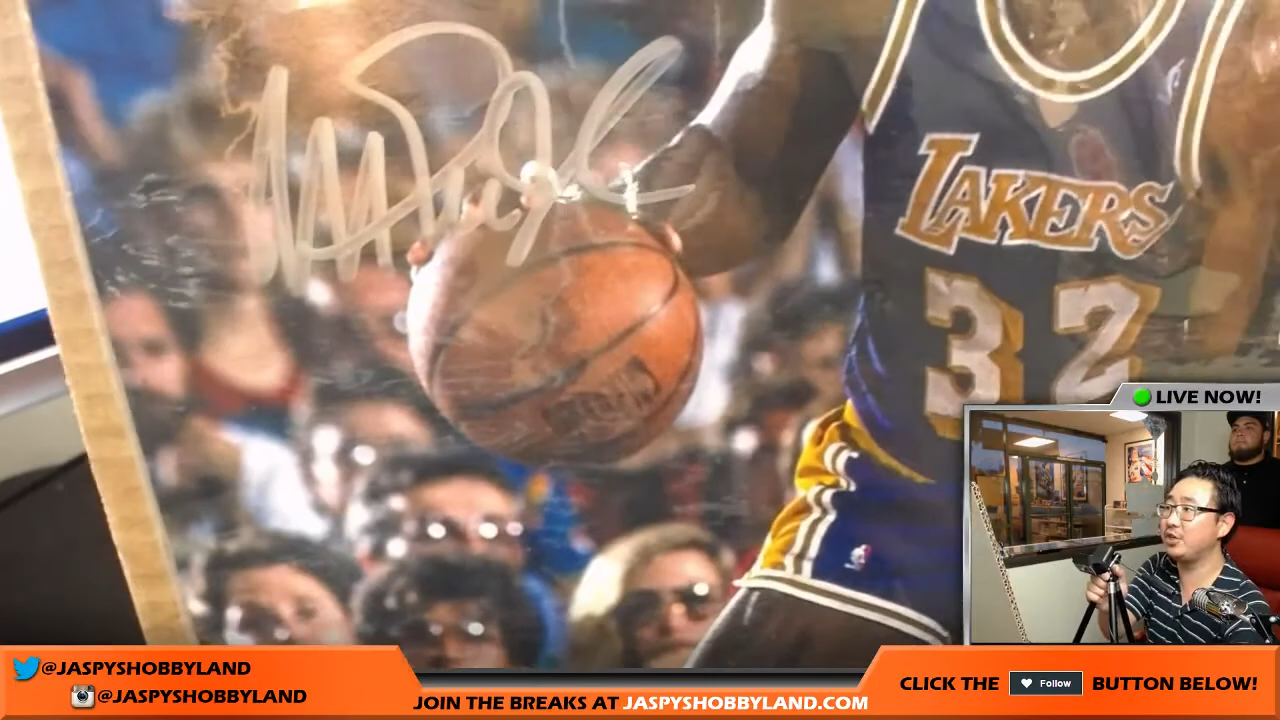 LAKERS
32
LIVE NOW!
@JASPYSHOBBYLAND
@JASPYSHOBBYLAND
JOIN THE BREAKS AT JASPYSHOBBYLAND.COM
CLICK THE Follow BUTTON BELOW!